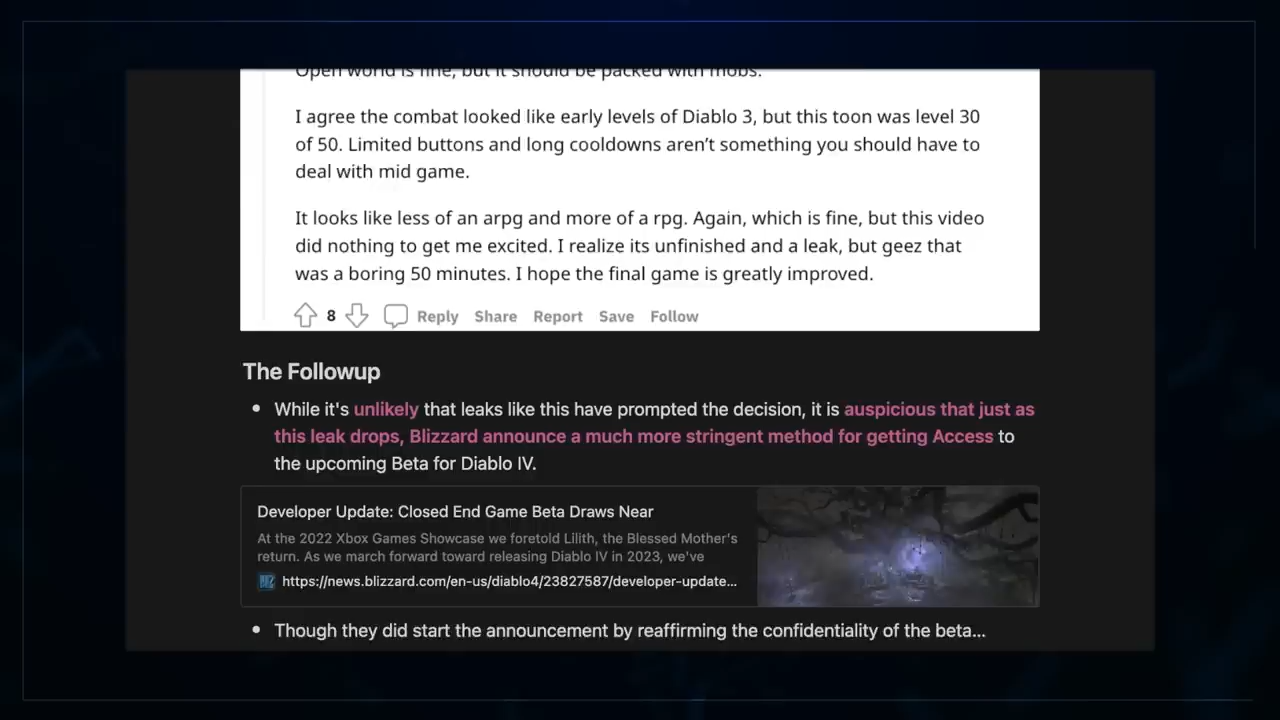 Open world is fine, but it should be packed with mobs.
I agree the combat looked like early levels of Diablo 3, but this toon was level 30
of 50. Limited buttons and long cooldowns aren’t something you should have to
deal with mid game.
It looks like less of an arpg and more of a rpg. Again, which is fine, but this video
did nothing to get me excited. I realize its unfinished and a leak, but geez that
was a boring 50 minutes. I hope the final game is greatly improved.
8 Reply Share Report Save Follow
The Followup
• While it's unlikely that leaks like this have prompted the decision, it is auspicious that just as
this leak drops, Blizzard announce a much more stringent method for getting Access to
the upcoming Beta for Diablo IV.
Developer Update: Closed End Game Beta Draws Near
At the 2022 Xbox Games Showcase we foretold Lilith, the Blessed Mother's
return. As we march forward toward releasing Diablo IV in 2023, we've
https://news.blizzard.com/en-us/diablo4/23827587/developer-update...
• Though they did start the announcement by reaffirming the confidentiality of the beta...